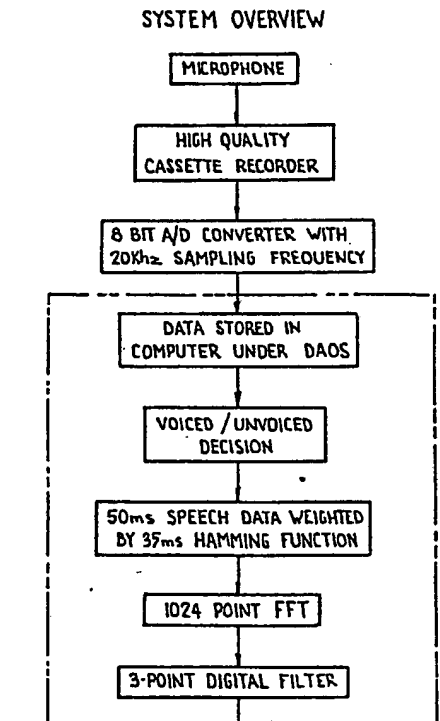 SYSTEM OVERVIEW
MICROPHONE
HIGH QUALITY
CASSETTE RECORDER
8 BIT A/D CONVERTER WITH
20Khz SAMPLING FREQUENCY
DATA STORED IN
COMPUTER UNDER DAOS
VOICED / UNVOICED
DECISION
50ms SPEECH DATA WEIGHTED
BY 35ms HAMMING FUNCTION
1024 POINT FFT
3-POINT DIGITAL FILTER